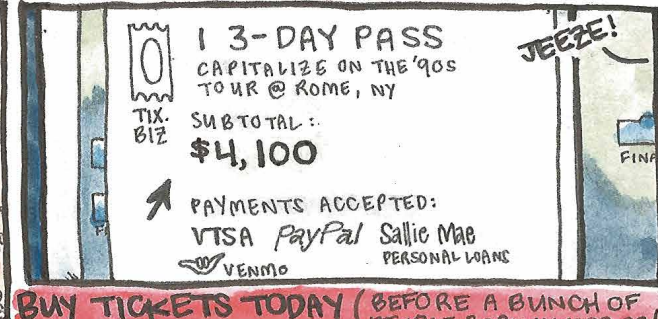 1 3-DAY PASS
CAPITALIZE ON THE '90s
TOUR @ ROME, NY
TIX.
BIZ
SUBTOTAL:
$4,100
PAYMENTS ACCEPTED:
VISA PayPal Sallie Mae
PERSONAL LOANS
VENMO
JEEZE!
FINA
BUY TICKETS TODAY (BEFORE A BUNCH OF